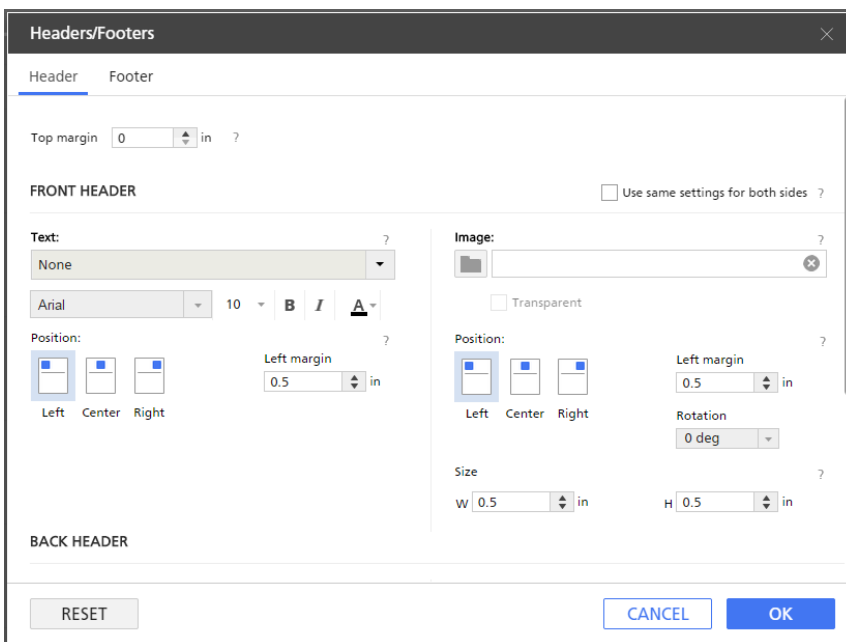 Headers/Footers
Header Footer
Top margin 0 in ?
FRONT HEADER
Use same settings for both sides ?
Text: ?
None
Arial 10 B I A
Position: ?
Left margin
0.5 in
Left Center Right
Image: ?
Transparent
Position: ?
Left margin
0.5 in
Left Center Right
Rotation
0 deg
Size ?
W 0.5 in H 0.5 in
BACK HEADER
RESET CANCEL OK